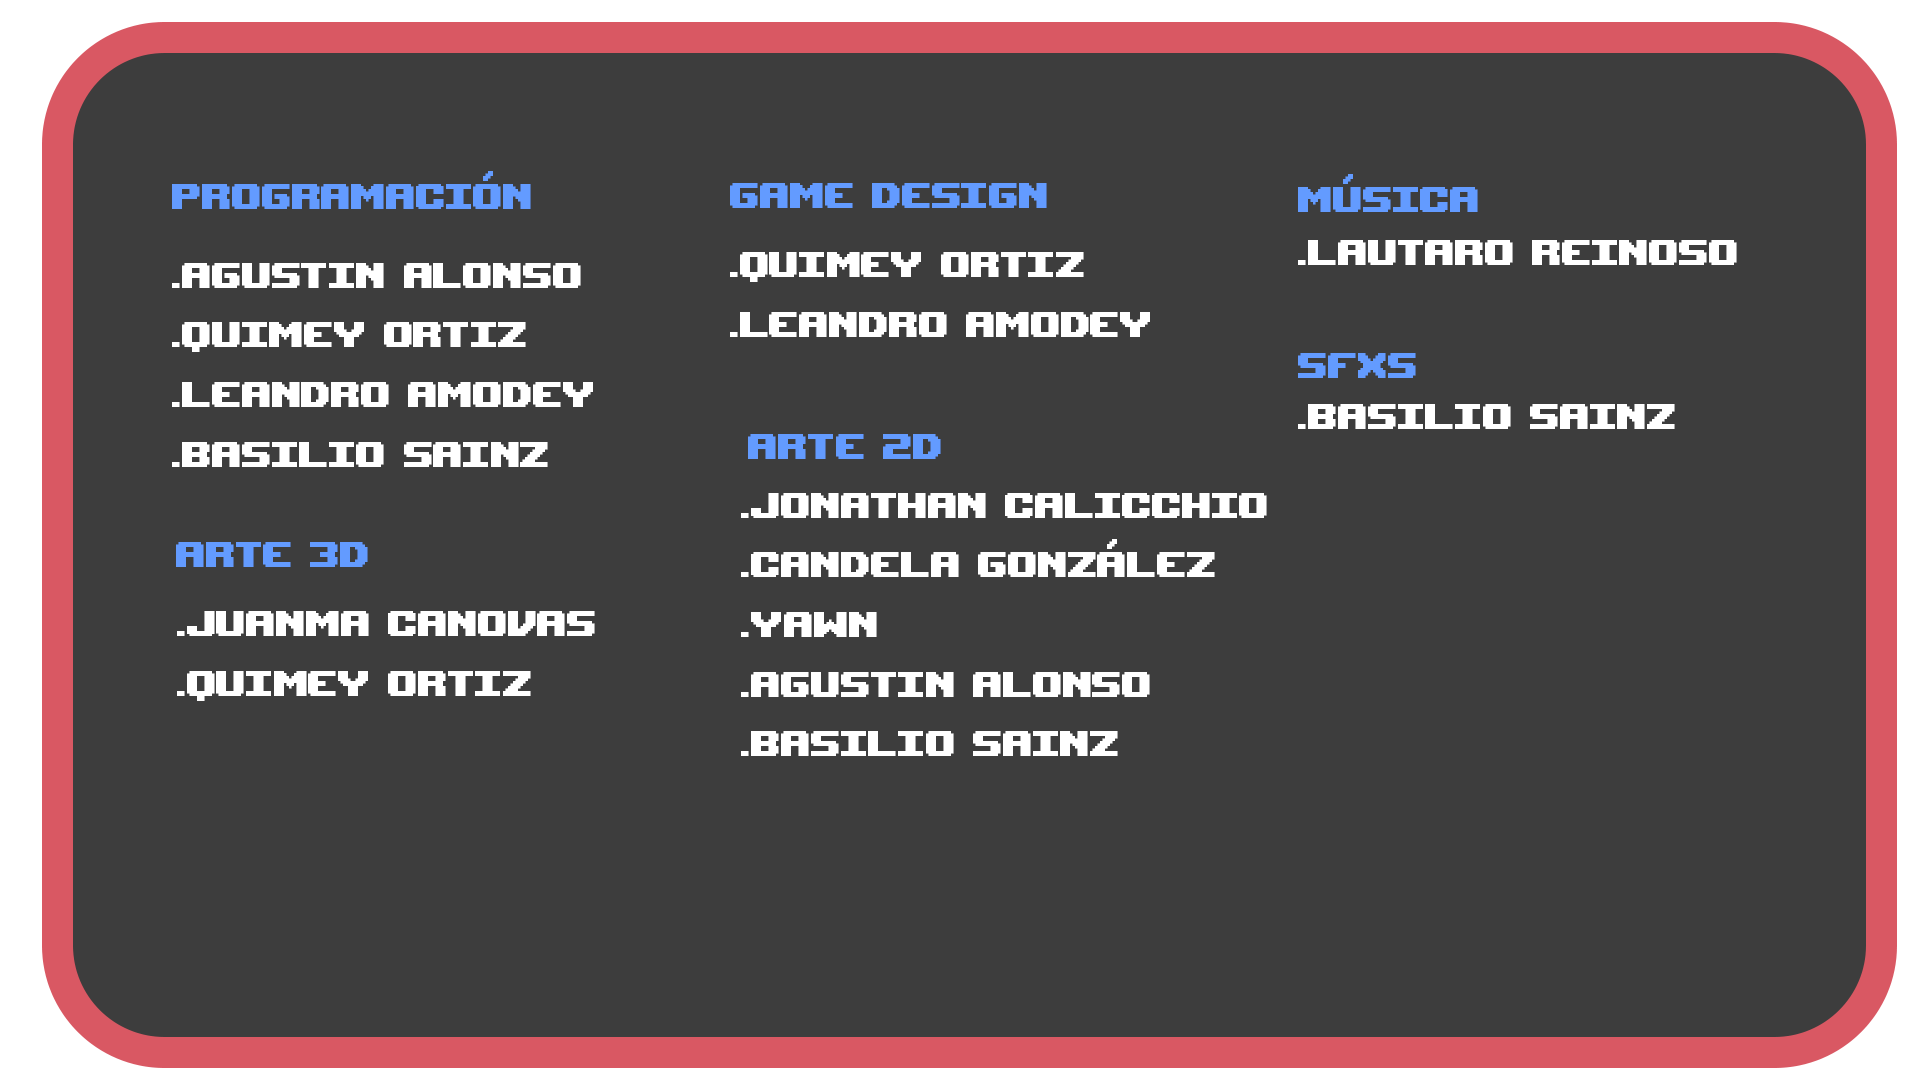 PROGRAMACIÓN
.AGUSTIN ALONSO
.QUIMEY ORTIZ
.LEANDRO AMODEY
.BASILIO SAINZ
ARTE 3D
.JUANMA CANOVAS
.QUIMEY ORTIZ
GAME DESIGN
.QUIMEY ORTIZ
.LEANDRO AMODEY
ARTE 2D
.JONATHAN CALICCHIO
.CANDELA GONZÁLEZ
.YAWN
.AGUSTIN ALONSO
.BASILIO SAINZ
MÚSICA
.LAUTARO REINOSO
SFXS
.BASILIO SAINZ